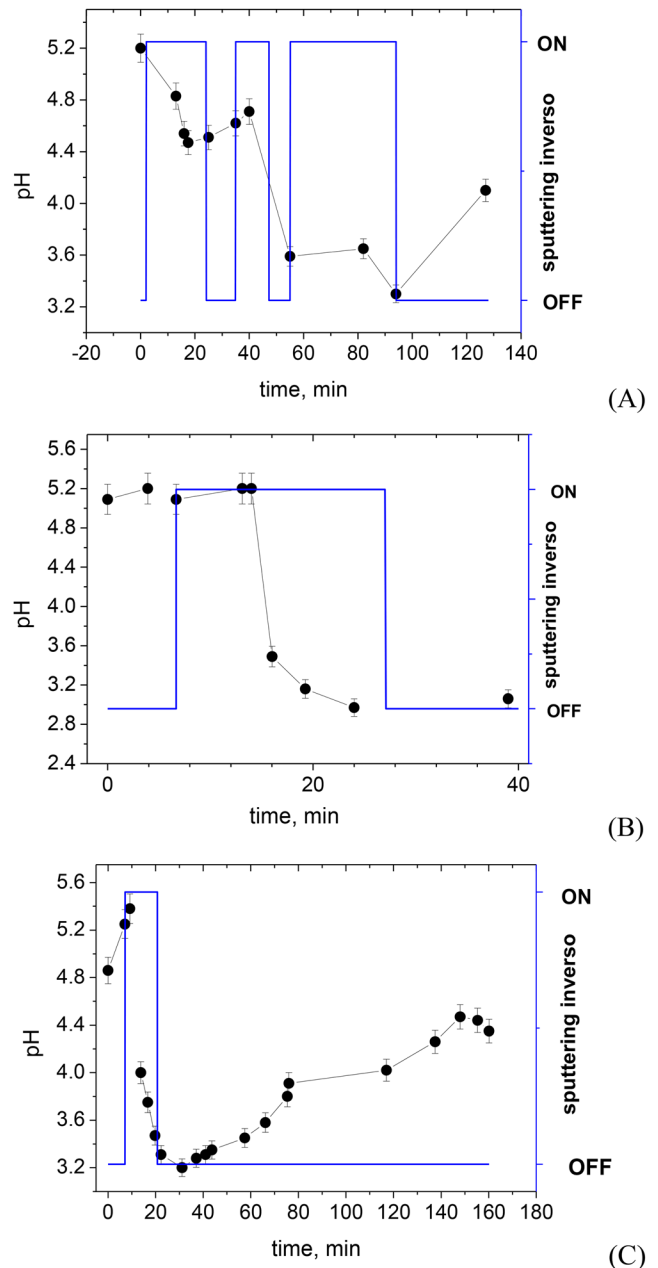 5.2
4.8
4.4
4.0
3.6
3.2
pH
-20 0 20 40 60 80 100 120 140
time, min
ON
OFF
sputtering inverso
(A)
5.6
5.2
4.8
4.4
4.0
3.6
3.2
2.8
2.4
pH
0 20 40
time, min
ON
OFF
sputtering inverso
(B)
5.6
5.2
4.8
4.4
4.0
3.6
3.2
pH
0 20 40 60 80 100 120 140 160 180
time, min
ON
OFF
sputtering inverso
(C)